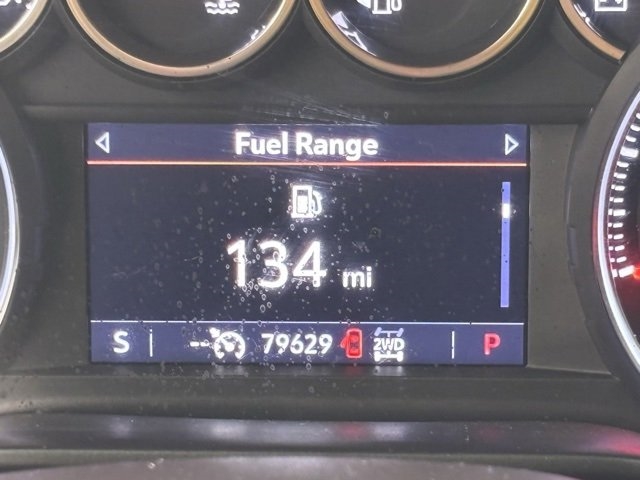 Fuel Range
134 mi
S -- 79629 2WD P